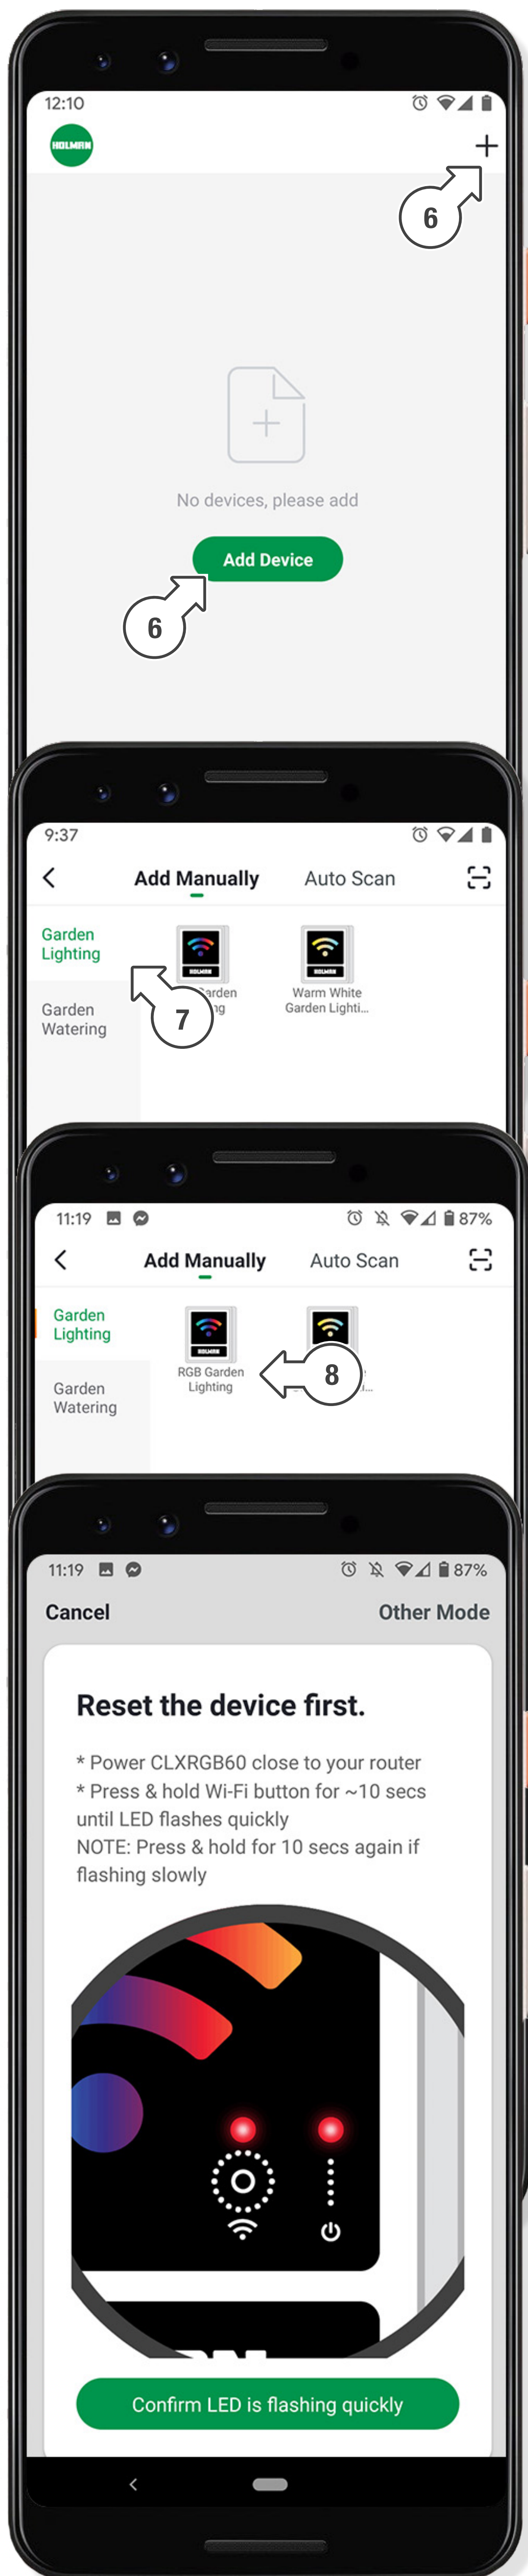 12:10
HOLMAN
+
6
No devices, please add
Add Device
6
9:37
Add Manually
Auto Scan
Garden
Lighting
HOLMAN
HOLMAN
Garden
Warm White
Garden Lighti...
7
Garden
Watering
11:19
87%
Add Manually
Auto Scan
Garden
Lighting
HOLMAN
RGB Garden
Lighting
8
Garden
Watering
11:19
87%
Cancel
Other Mode
Reset the device first.
* Power CLXRGB60 close to your router
* Press & hold Wi-Fi button for ~10 secs
until LED flashes quickly
NOTE: Press & hold for 10 secs again if
flashing slowly
Confirm LED is flashing quickly